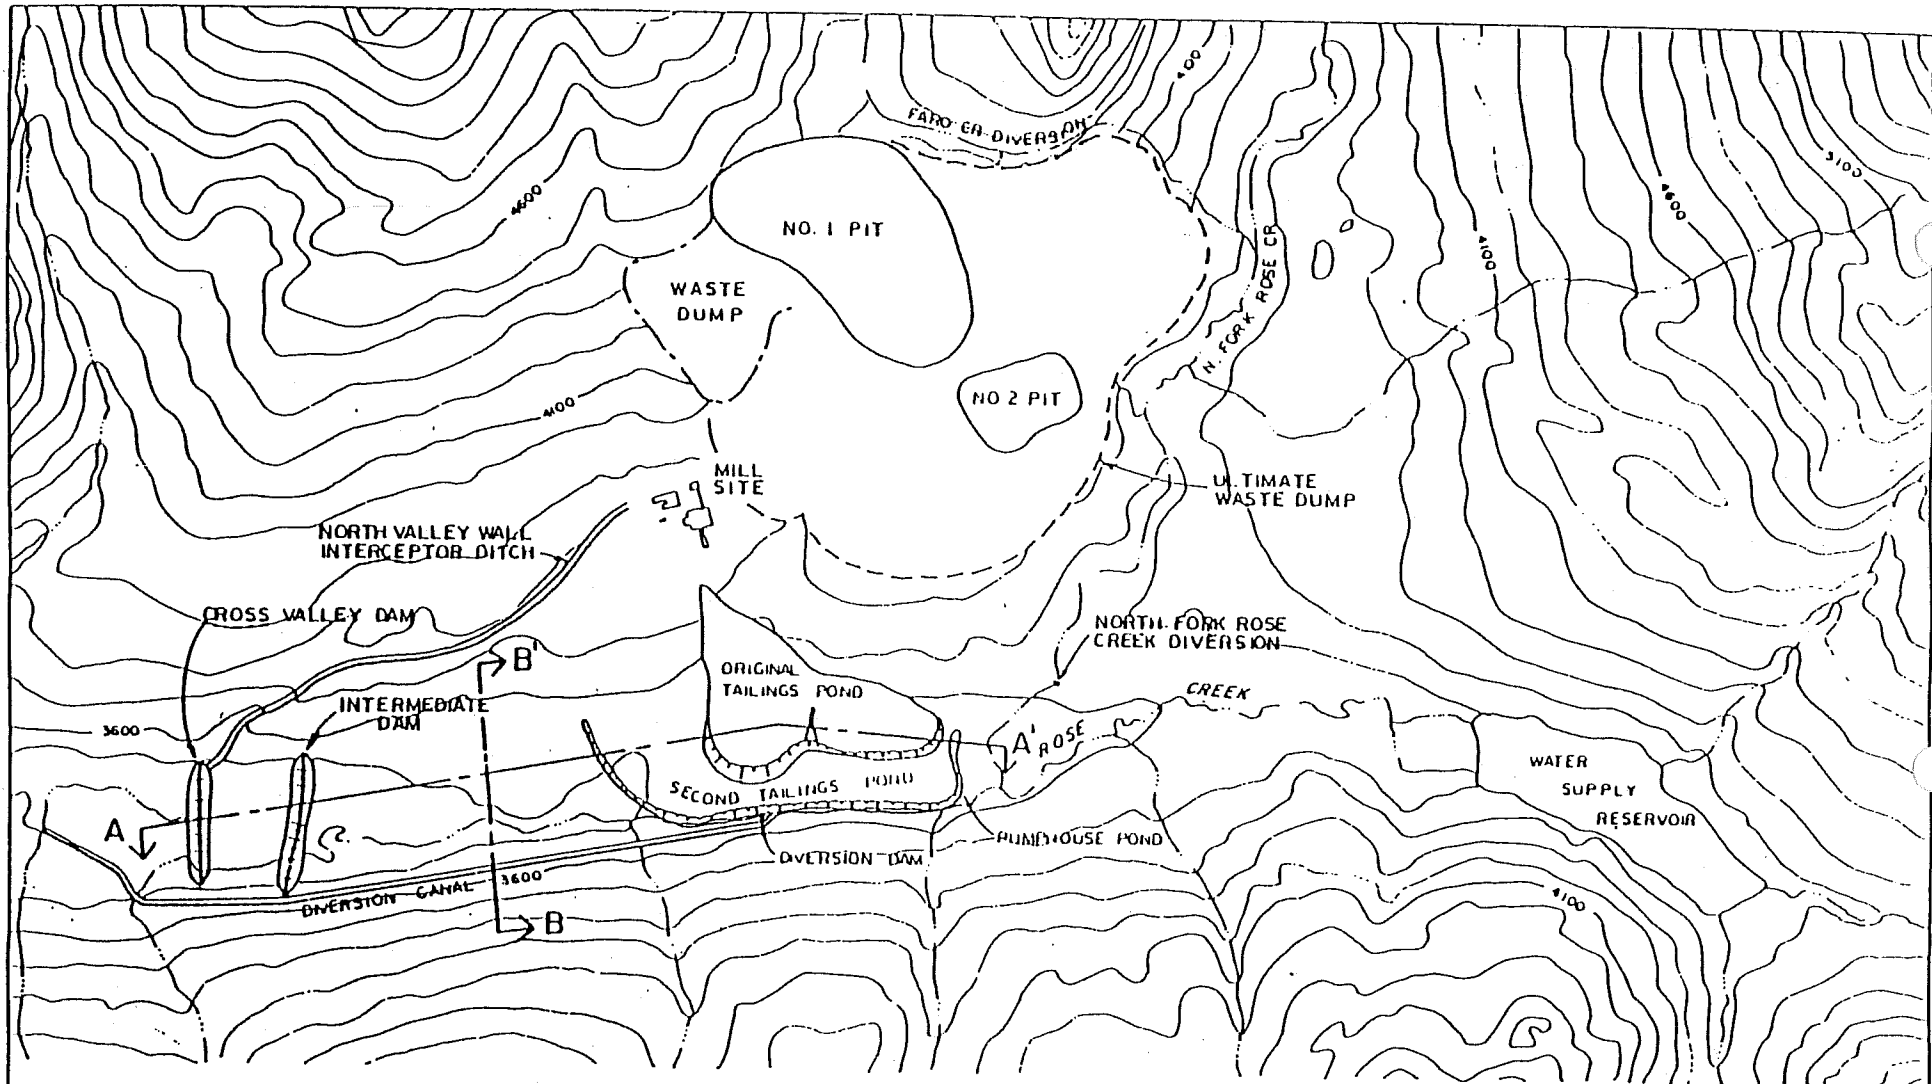 4100
FARO CR DIVERSION
5100
4600
4600
NO. 1 PIT
4100
N. FORK ROSE CR
WASTE
DUMP
NO 2 PIT
4100
MILL
SITE
ULTIMATE
WASTE DUMP
NORTH VALLEY WALL
INTERCEPTOR DITCH
CROSS VALLEY DAM
NORTH FORK ROSE
CREEK DIVERSION
B'
ORIGINAL
TAILINGS POND
CREEK
INTERMEDIATE
DAM
3600
A'
ROSE
WATER
SUPPLY
RESERVOIR
SECOND TAILINGS POND
A
PUMPHOUSE POND
DIVERSION DAM
DIVERSION CANAL
3600
4100
B